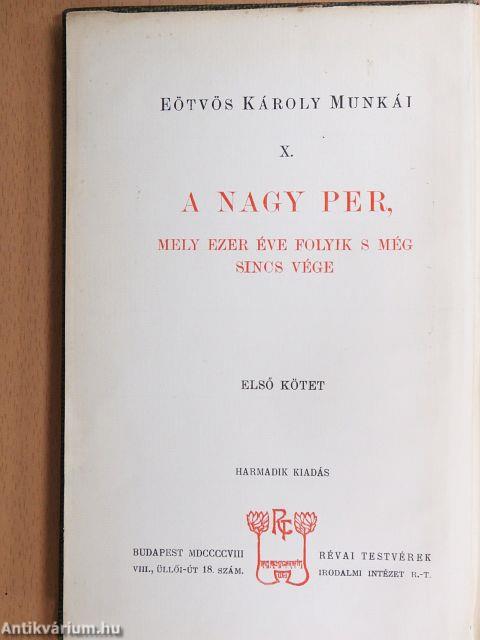 EÖTVÖS KÁROLY MUNKÁI
X.
A NAGY PER,
MELY EZER ÉVE FOLYIK S MÉG
SINCS VÉGE
ELSŐ KÖTET
HARMADIK KIADÁS
BUDAPEST MDCCCCVIII
VIII., ÜLLŐI-ÚT 18. SZÁM.
RÉVAI TESTVÉREK
IRODALMI INTÉZET R.-T.
Antikvárium.hu